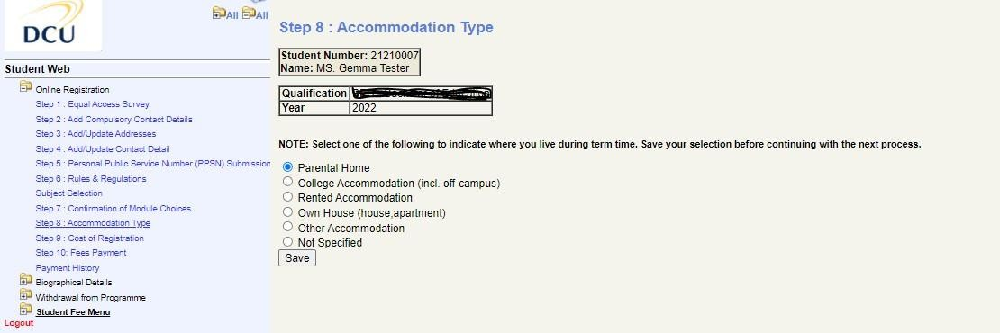 DCU
All All
Student Web
Online Registration
Step 1 : Equal Access Survey
Step 2 : Add Compulsory Contact Details
Step 3 : Add/Update Addresses
Step 4 : Add/Update Contact Detail
Step 5 : Personal Public Service Number (PPSN) Submission
Step 6 : Rules & Regulations
Subject Selection
Step 7 : Confirmation of Module Choices
Step 8 : Accommodation Type
Step 9 : Cost of Registration
Step 10: Fees Payment
Payment History
Biographical Details
Withdrawal from Programme
Student Fee Menu
Logout
Step 8 : Accommodation Type
Student Number: 21210007
Name: MS. Gemma Tester
Qualification
Year 2022
NOTE: Select one of the following to indicate where you live during term time. Save your selection before continuing with the next process.
Parental Home
College Accommodation (incl. off-campus)
Rented Accommodation
Own House (house,apartment)
Other Accommodation
Not Specified
Save